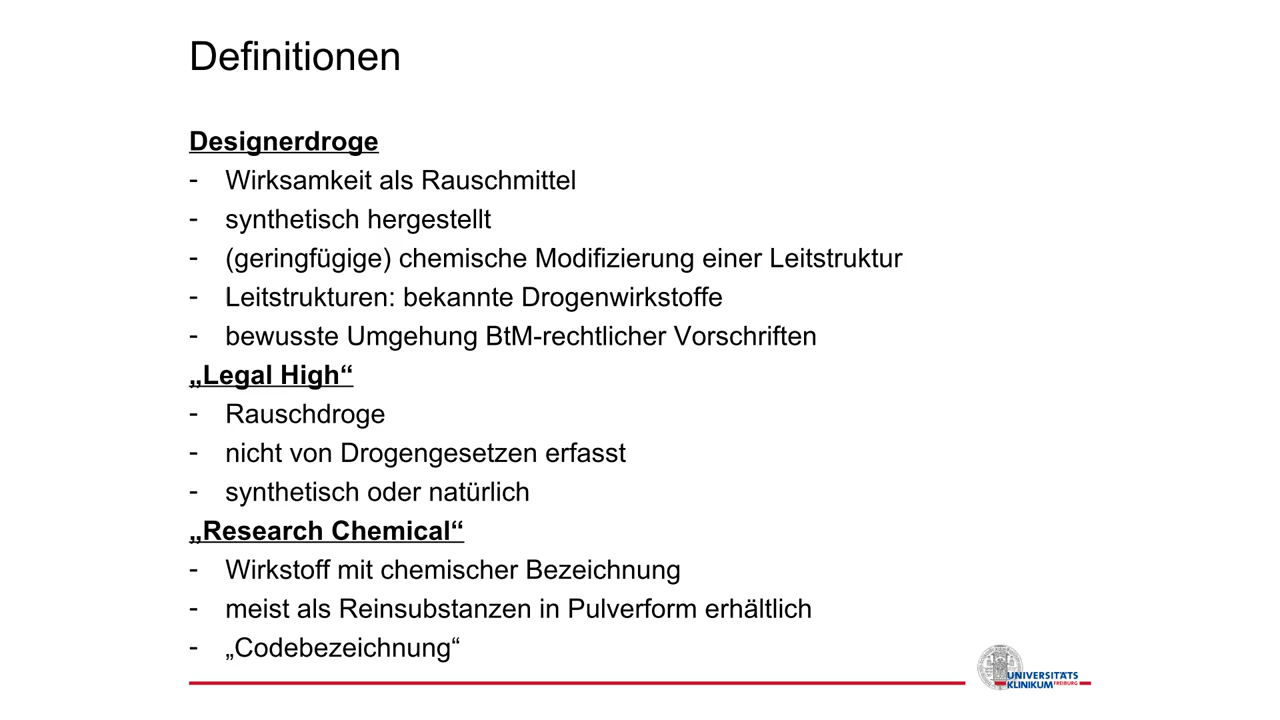 Definitionen
Designerdroge
- Wirksamkeit als Rauschmittel
- synthetisch hergestellt
- (geringfügige) chemische Modifizierung einer Leitstruktur
- Leitstrukturen: bekannte Drogenwirkstoffe
- bewusste Umgehung BtM-rechtlicher Vorschriften
„Legal High“
- Rauschdroge
- nicht von Drogengesetzen erfasst
- synthetisch oder natürlich
„Research Chemical“
- Wirkstoff mit chemischer Bezeichnung
- meist als Reinsubstanzen in Pulverform erhältlich
- „Codebezeichnung“
UNIVERSITÄTS
KLINIKUM FREIBURG